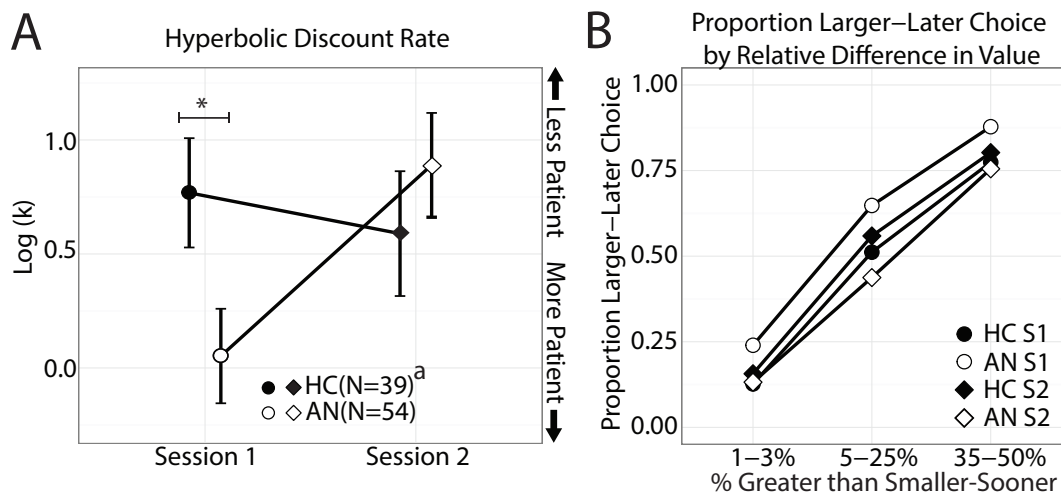 A
Hyperbolic Discount Rate
Log (k)
1.0
0.5
0.0
*
HC(N=39)a
AN(N=54)
Session 1
Session 2
Less Patient
More Patient
B
Proportion Larger–Later Choice
by Relative Difference in Value
Proportion Larger–Later Choice
1.00
0.75
0.50
0.25
0.00
HC S1
AN S1
HC S2
AN S2
1–3%
5–25%
35–50%
% Greater than Smaller-Sooner